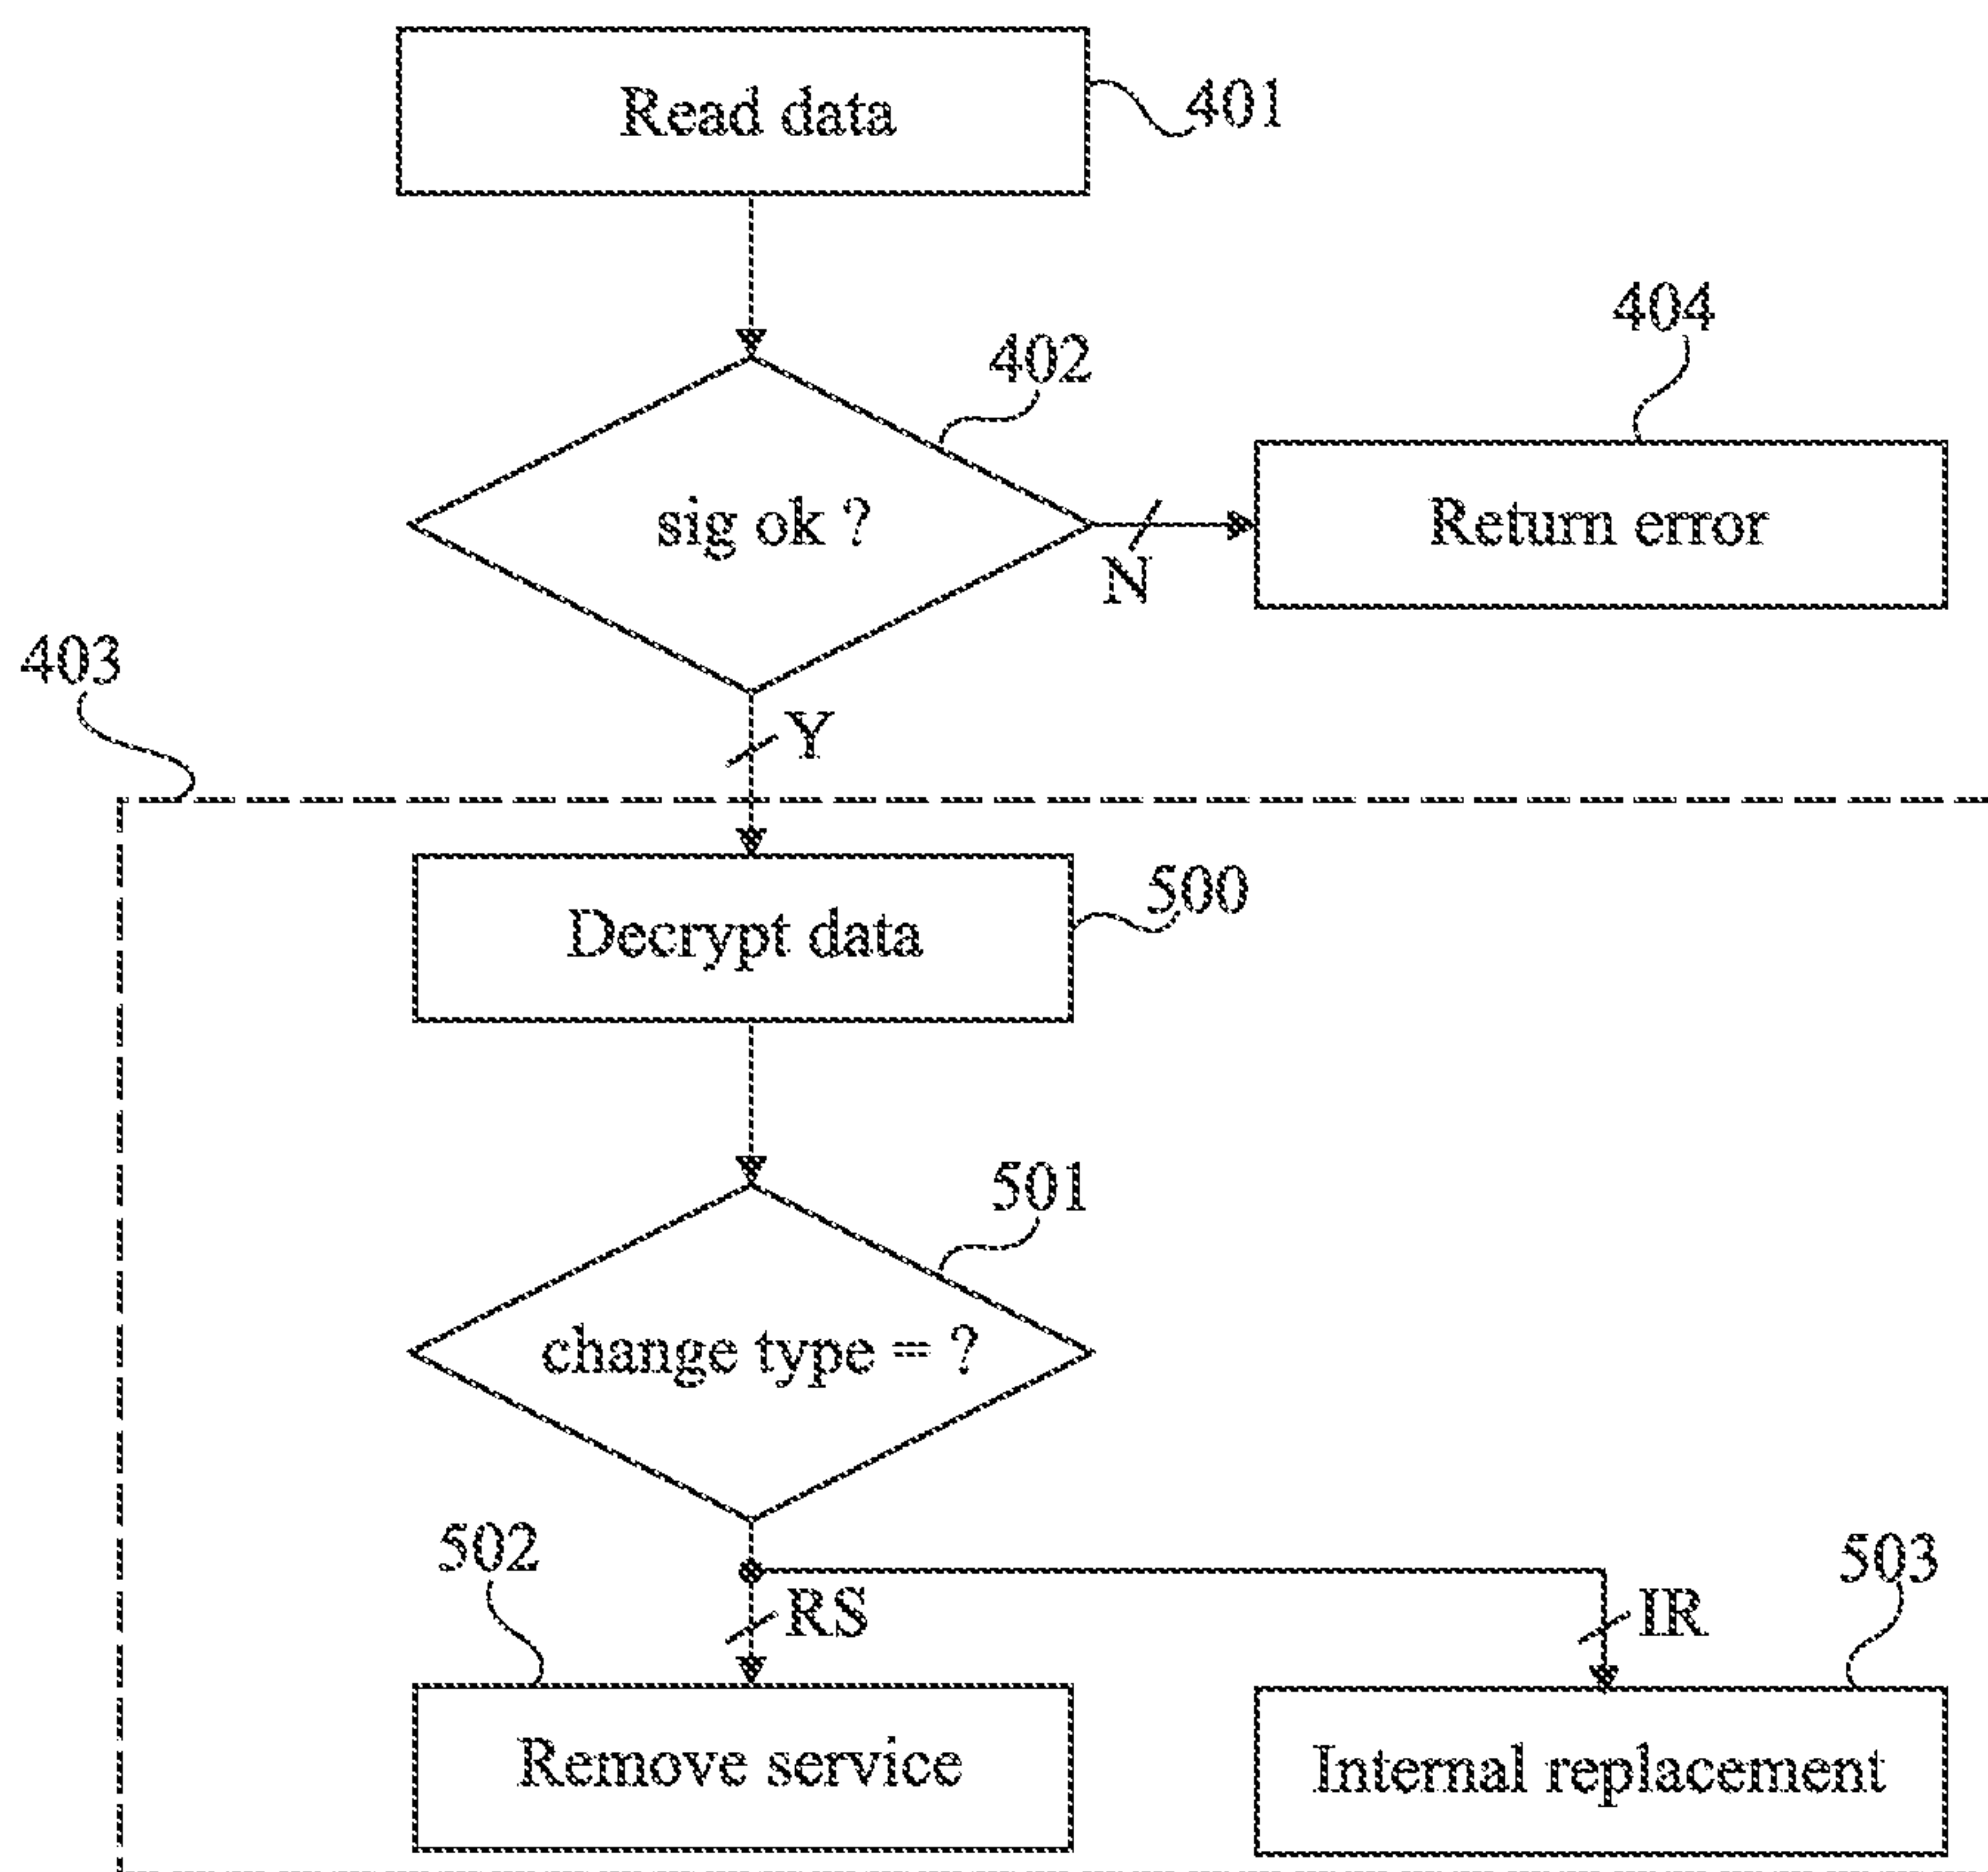 Read data
401
402
404
sig ok ?
N
Return error
403
Y
500
Decrypt data
501
change type = ?
502
503
RS
IR
Remove service
Internal replacement